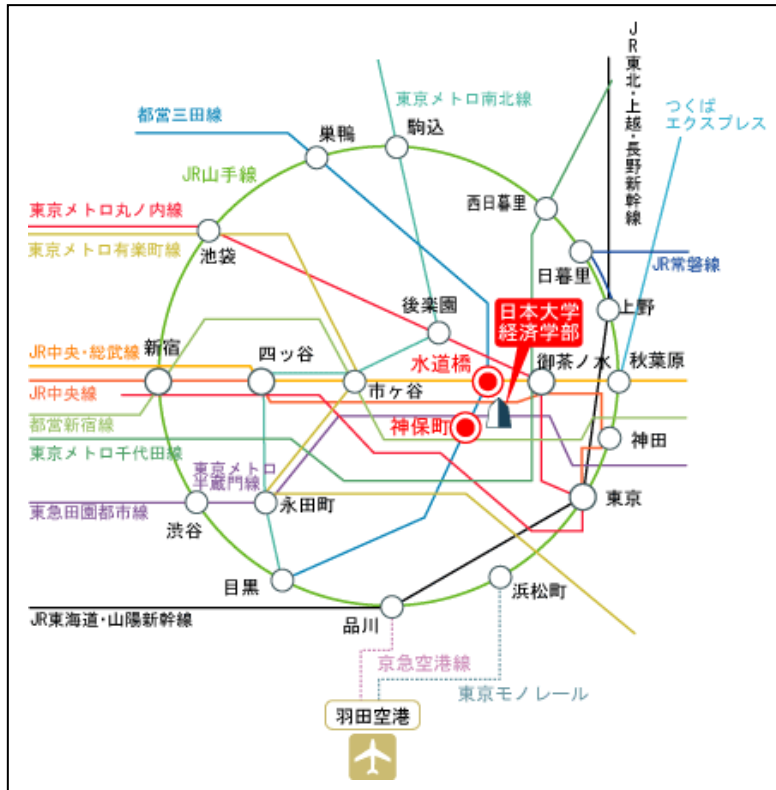 JR東北・上越・長野新幹線
東京メトロ南北線
つくば
エクスプレス
都営三田線
巣鴨
駒込
JR山手線
西日暮里
東京メトロ丸ノ内線
東京メトロ有楽町線
池袋
日暮里
JR常磐線
後楽園
日本大学
経済学部
上野
JR中央・総武線
新宿
四ッ谷
水道橋
御茶ノ水
秋葉原
JR中央線
市ヶ谷
都営新宿線
神保町
神田
東京メトロ千代田線
東京メトロ
半蔵門線
東急田園都市線
渋谷
永田町
東京
目黒
浜松町
JR東海道・山陽新幹線
品川
京急空港線
東京モノレール
羽田空港